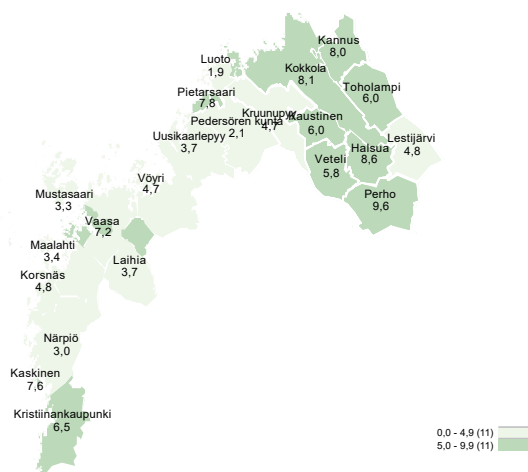 Kannus
8,0
Luoto
1,9
Kokkola
8,1
Pietarsaari
7,8
Toholampi
6,0
Kruunupyy
4,7
Kaustinen
6,0
Pedersören kunta
2,1
Uusikaarlepyy
3,7
Lestijärvi
4,8
Halsua
8,6
Veteli
5,8
Vöyri
4,7
Perho
9,6
Mustasaari
3,3
Vaasa
7,2
Maalahti
3,4
Laihia
3,7
Korsnäs
4,8
Närpiö
3,0
Kaskinen
7,6
Kristiinankaupunki
6,5
0,0 - 4,9 (11)
5,0 - 9,9 (11)